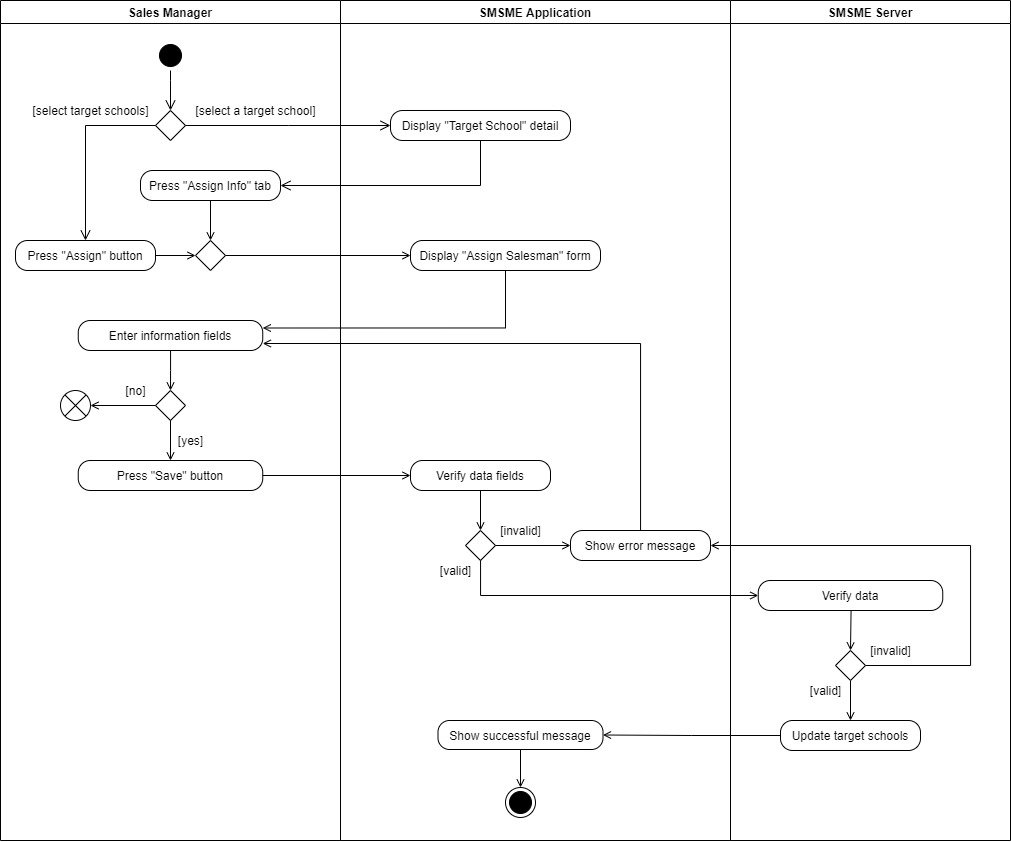 Sales Manager
SMSME Application
SMSME Server
[select target schools]
[select a target school]
Display "Target School" detail
Press "Assign Info" tab
Press "Assign" button
Display "Assign Salesman" form
Enter information fields
[no]
[yes]
Press "Save" button
Verify data fields
[invalid]
Show error message
[valid]
Verify data
[invalid]
[valid]
Show successful message
Update target schools